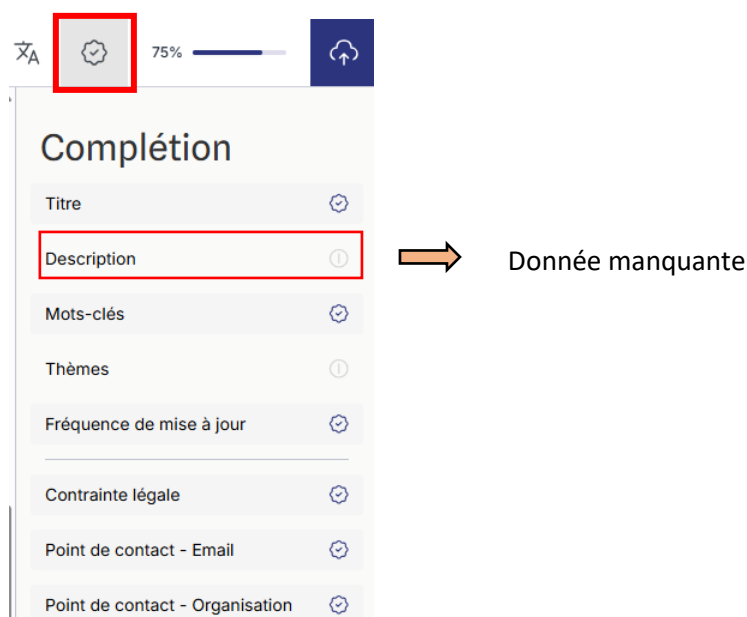 75%
Complétion
Titre
Description
Donnée manquante
Mots-clés
Thèmes
Fréquence de mise à jour
Contrainte légale
Point de contact - Email
Point de contact - Organisation